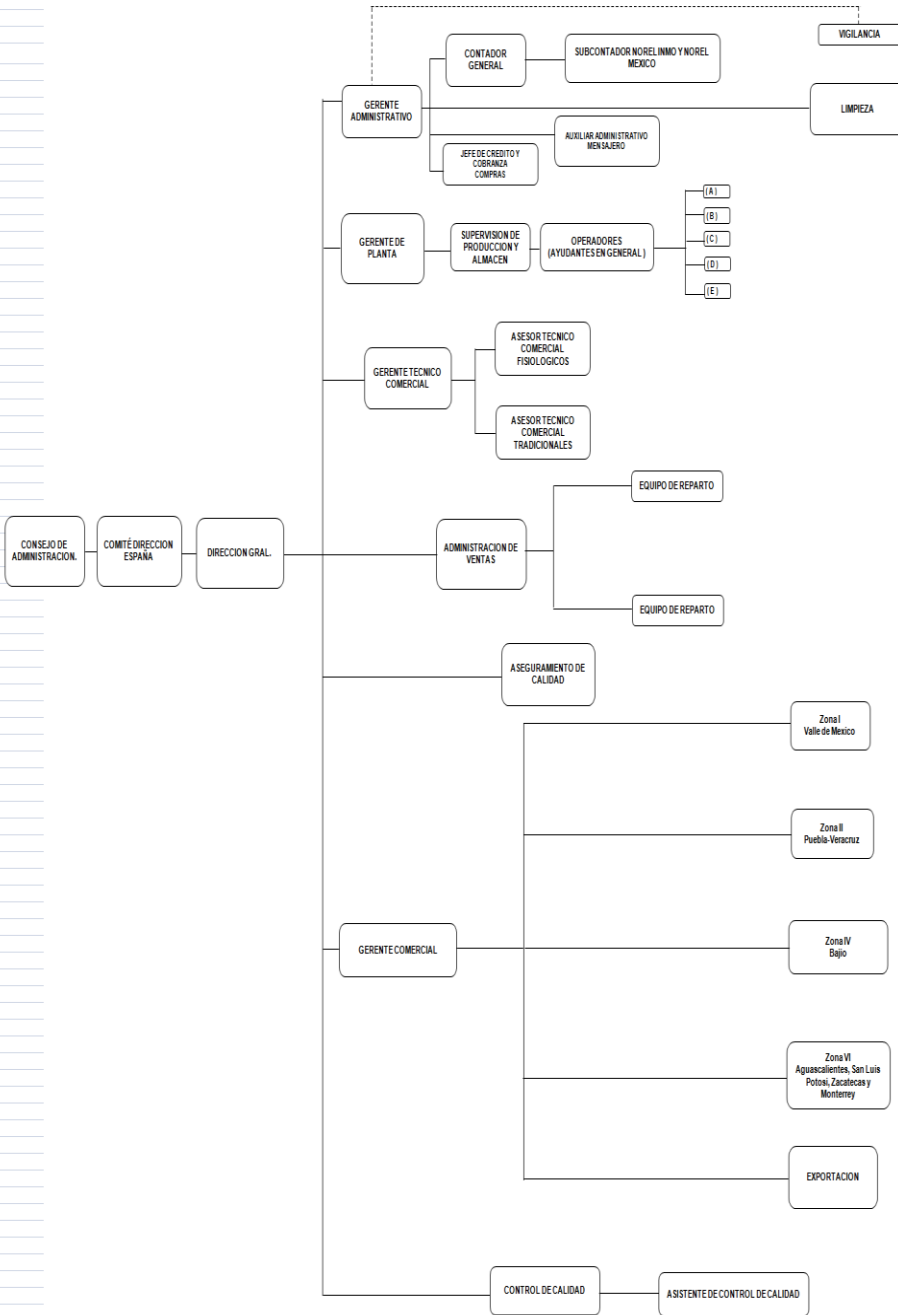 VIGILANCIA
CONTADOR
GENERAL
SUBCONTADOR NORELINMO Y NOREL
MEXICO
GERENTE
ADMINISTRATIVO
LIMPIEZA
AUXILIAR ADMINISTRATIVO
MENSAJERO
JEFE DE CREDITO Y
COBRANZA
COMPRAS
GERENTE DE
PLANTA
SUPERVISION DE
PRODUCCION Y
ALMACEN
OPERADORES
(AYUDANTES EN GENERAL )
( A )
(B)
(C)
(D)
(E)
GERENTE TECNICO
COMERCIAL
ASESOR TECNICO
COMERCIAL
FISIOLOGICOS
ASESOR TECNICO
COMERCIAL
TRADICIONALES
CONSEJO DE
ADMINISTRACION.
COMITÉ DIRECCION
ESPAÑA
DIRECCION GRAL.
ADMINISTRACION DE
VENTAS
EQUIPO DE REPARTO
EQUIPO DE REPARTO
ASEGURAMIENTO DE
CALIDAD
GERENTE COMERCIAL
Zona I
Valle de Mexico
Zona II
Puebla-Veracruz
Zona IV
Bajio
Zona VI
Aguascalientes, San Luis
Potosi, Zacatecas y
Monterrey
EXPORTACION
CONTROL DE CALIDAD
ASISTENTE DE CONTROL DE CALIDAD